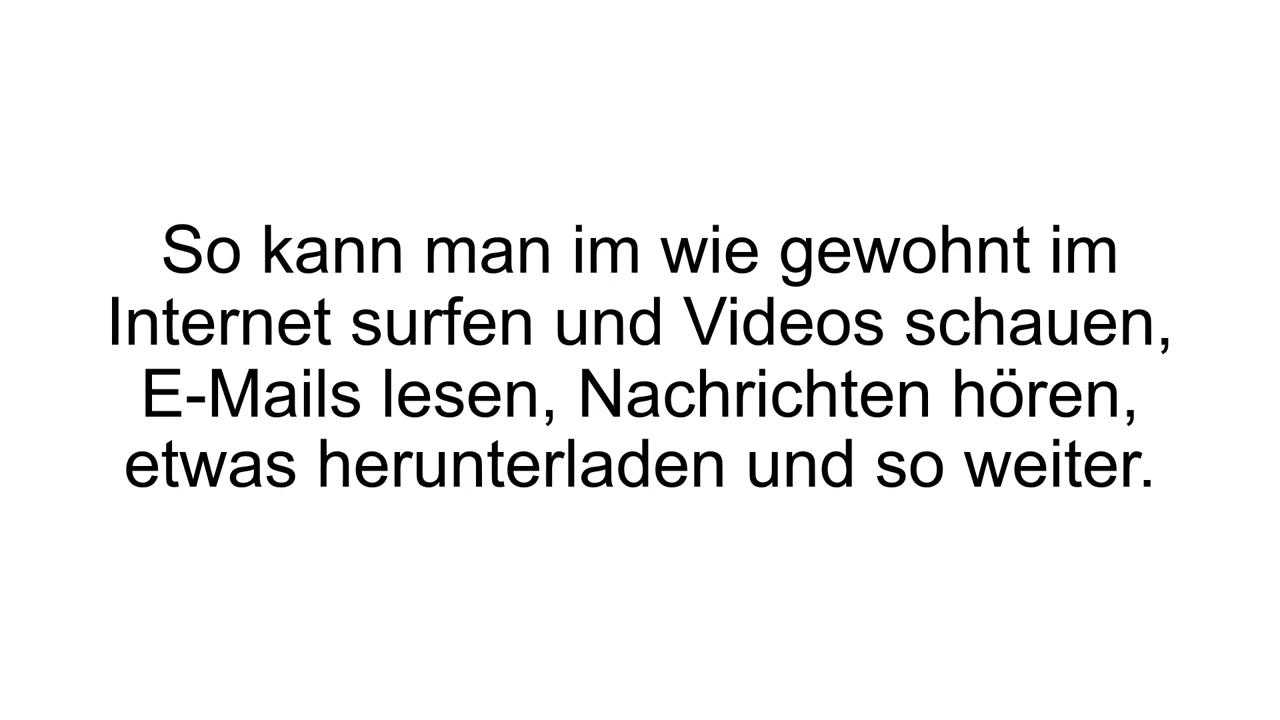 So kann man im wie gewohnt im
Internet surfen und Videos schauen,
E-Mails lesen, Nachrichten hören,
etwas herunterladen und so weiter.